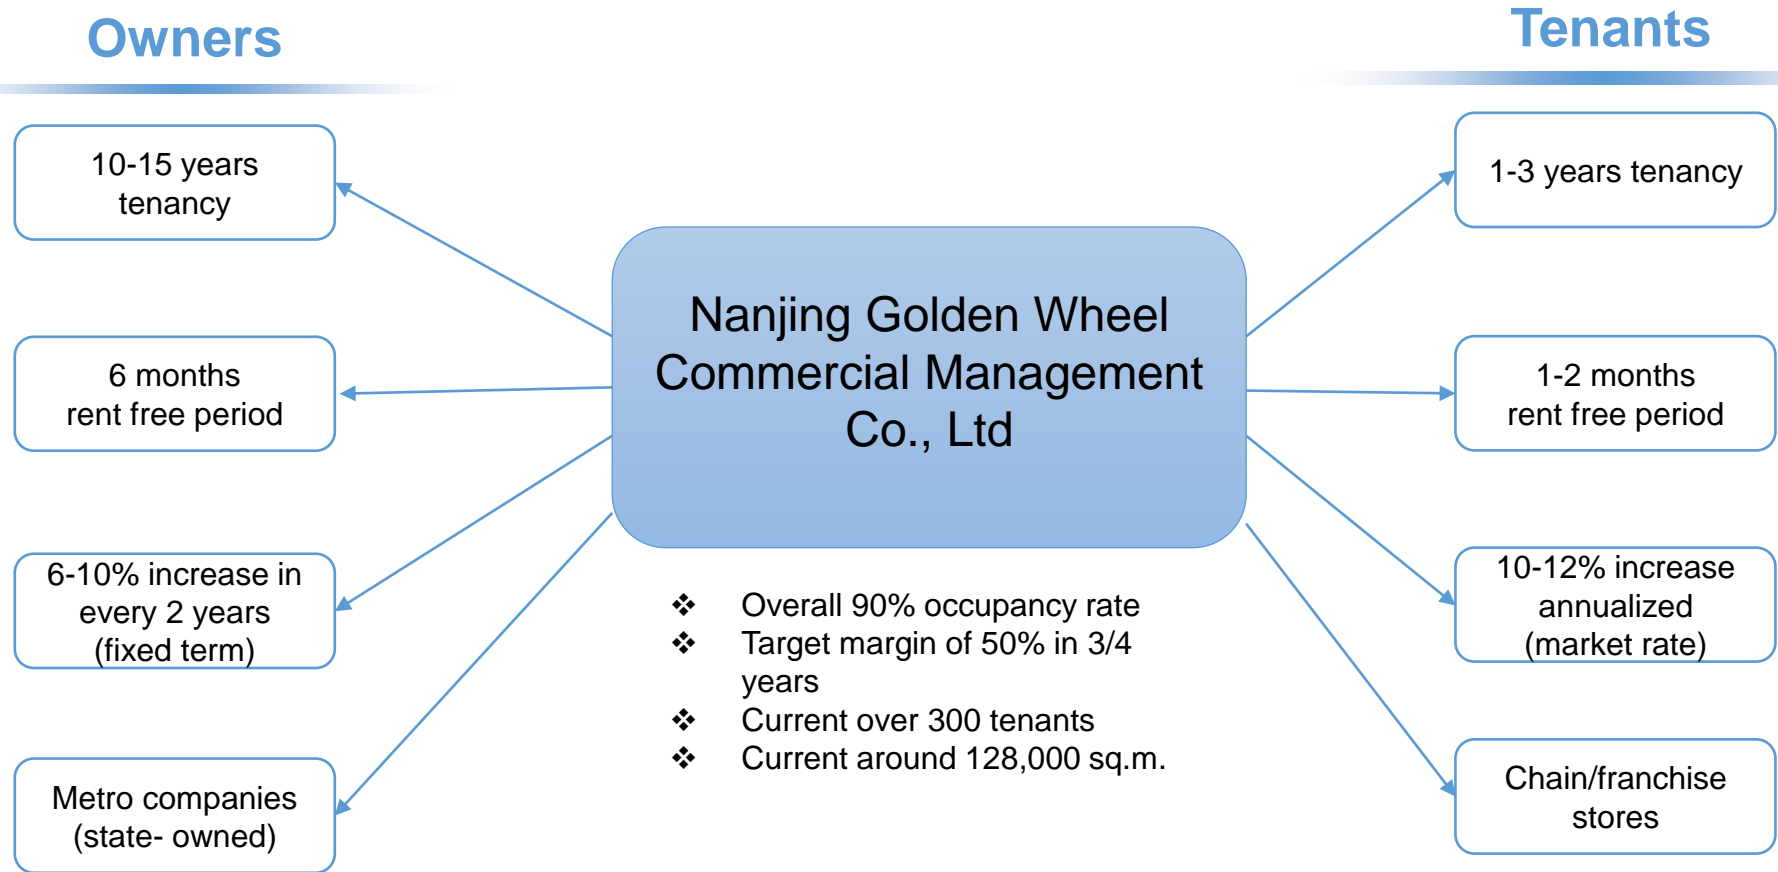 Owners
Tenants
10-15 years
tenancy
6 months
rent free period
6-10% increase in
every 2 years
(fixed term)
Metro companies
(state- owned)
Nanjing Golden Wheel
Commercial Management
Co., Ltd
❖ Overall 90% occupancy rate
❖ Target margin of 50% in 3/4
years
❖ Current over 300 tenants
❖ Current around 128,000 sq.m.
1-3 years tenancy
1-2 months
rent free period
10-12% increase
annualized
(market rate)
Chain/franchise
stores